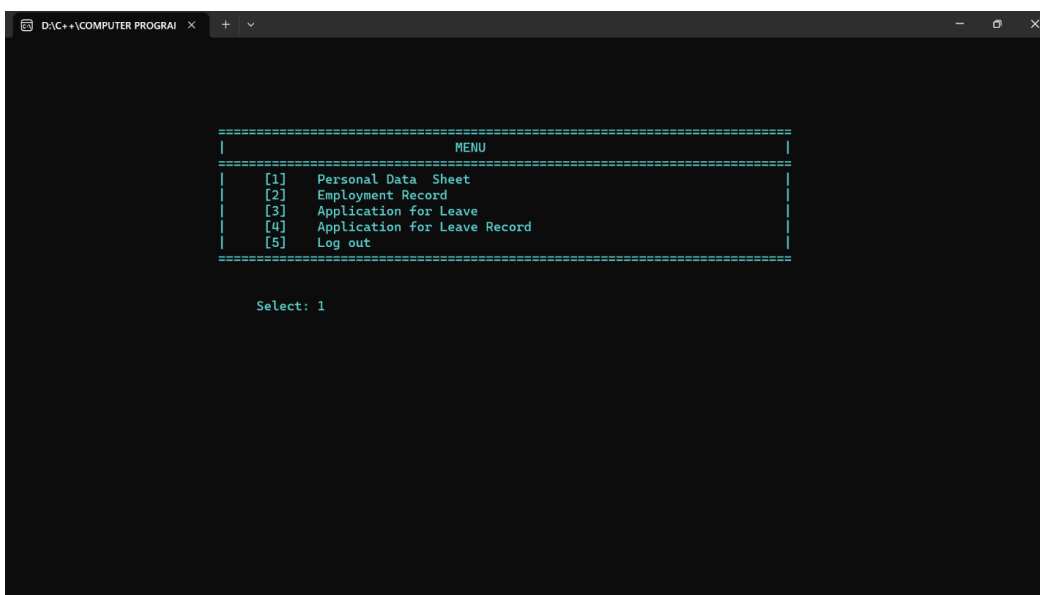 D:\C++\COMPUTER PROGRAI
===========================================================================
| MENU |
===========================================================================
| [1] Personal Data  Sheet |
| [2] Employment Record |
| [3] Application for Leave |
| [4] Application for Leave Record |
| [5] Log out |
===========================================================================
Select: 1